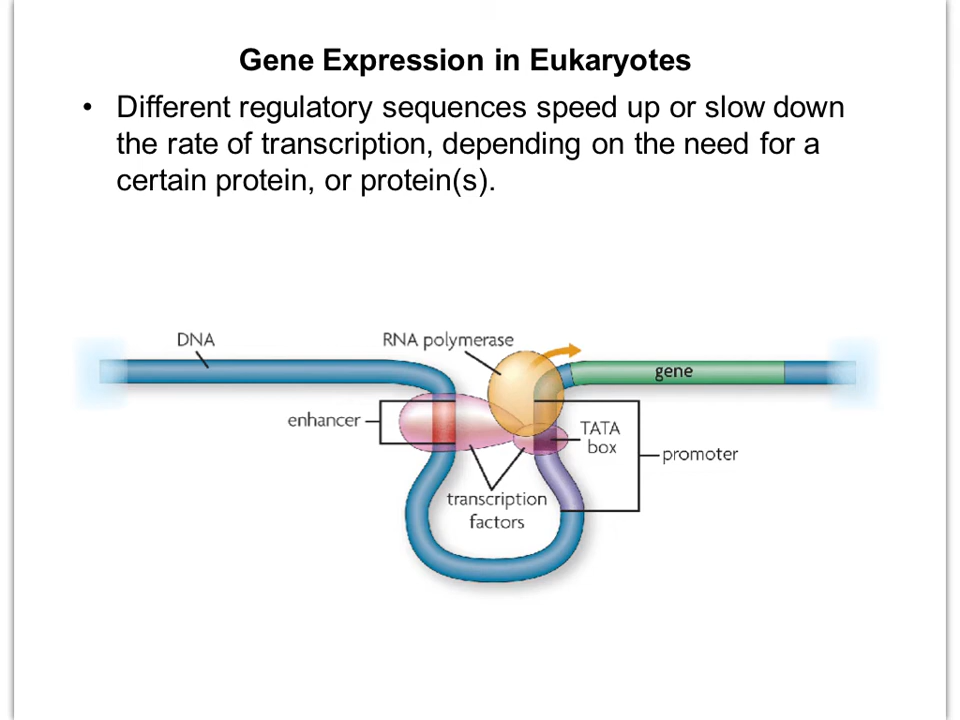 Gene Expression in Eukaryotes
• Different regulatory sequences speed up or slow down
the rate of transcription, depending on the need for a
certain protein, or protein(s).
DNA
RNA polymerase
gene
enhancer
TATA
box
promoter
transcription
factors